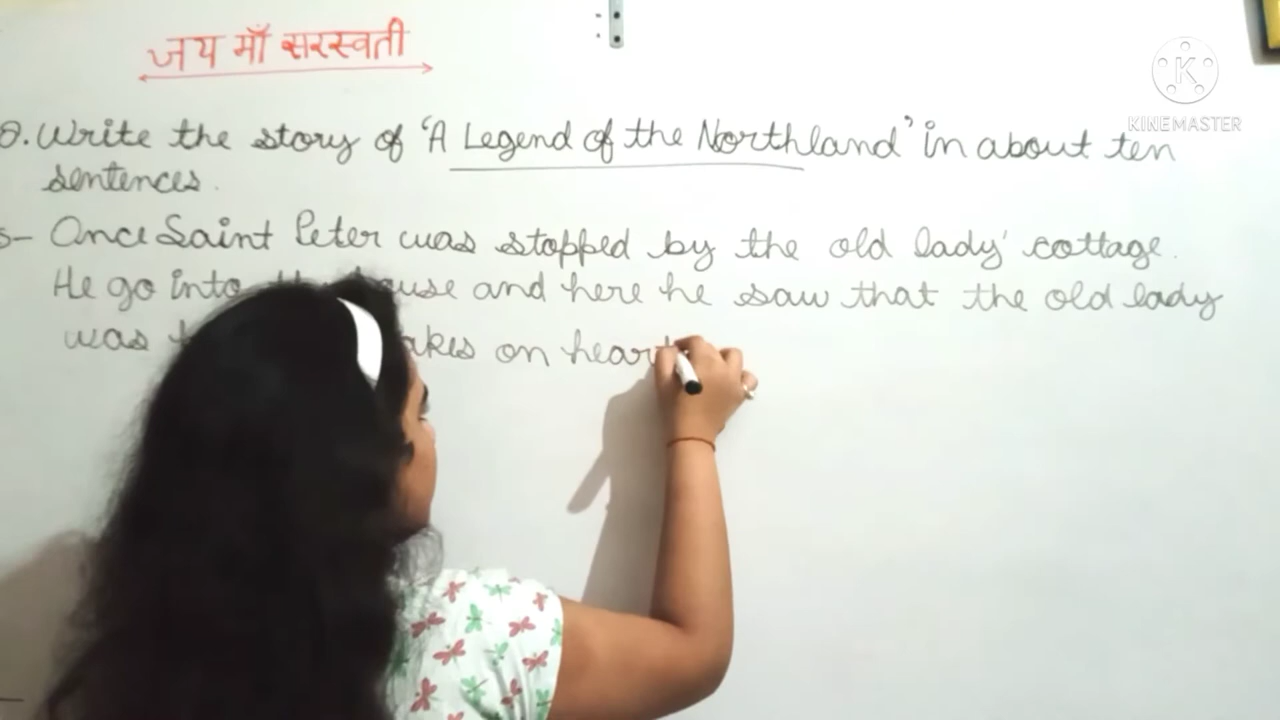 जय माँ सरस्वती
KINEMASTER
Q. Write the story of 'A Legend of the Northland' in about ten
sentences.
s- Once Saint Peter was stopped by the old lady' cottage.
He go into house and here he saw that the old lady
was akes on heart